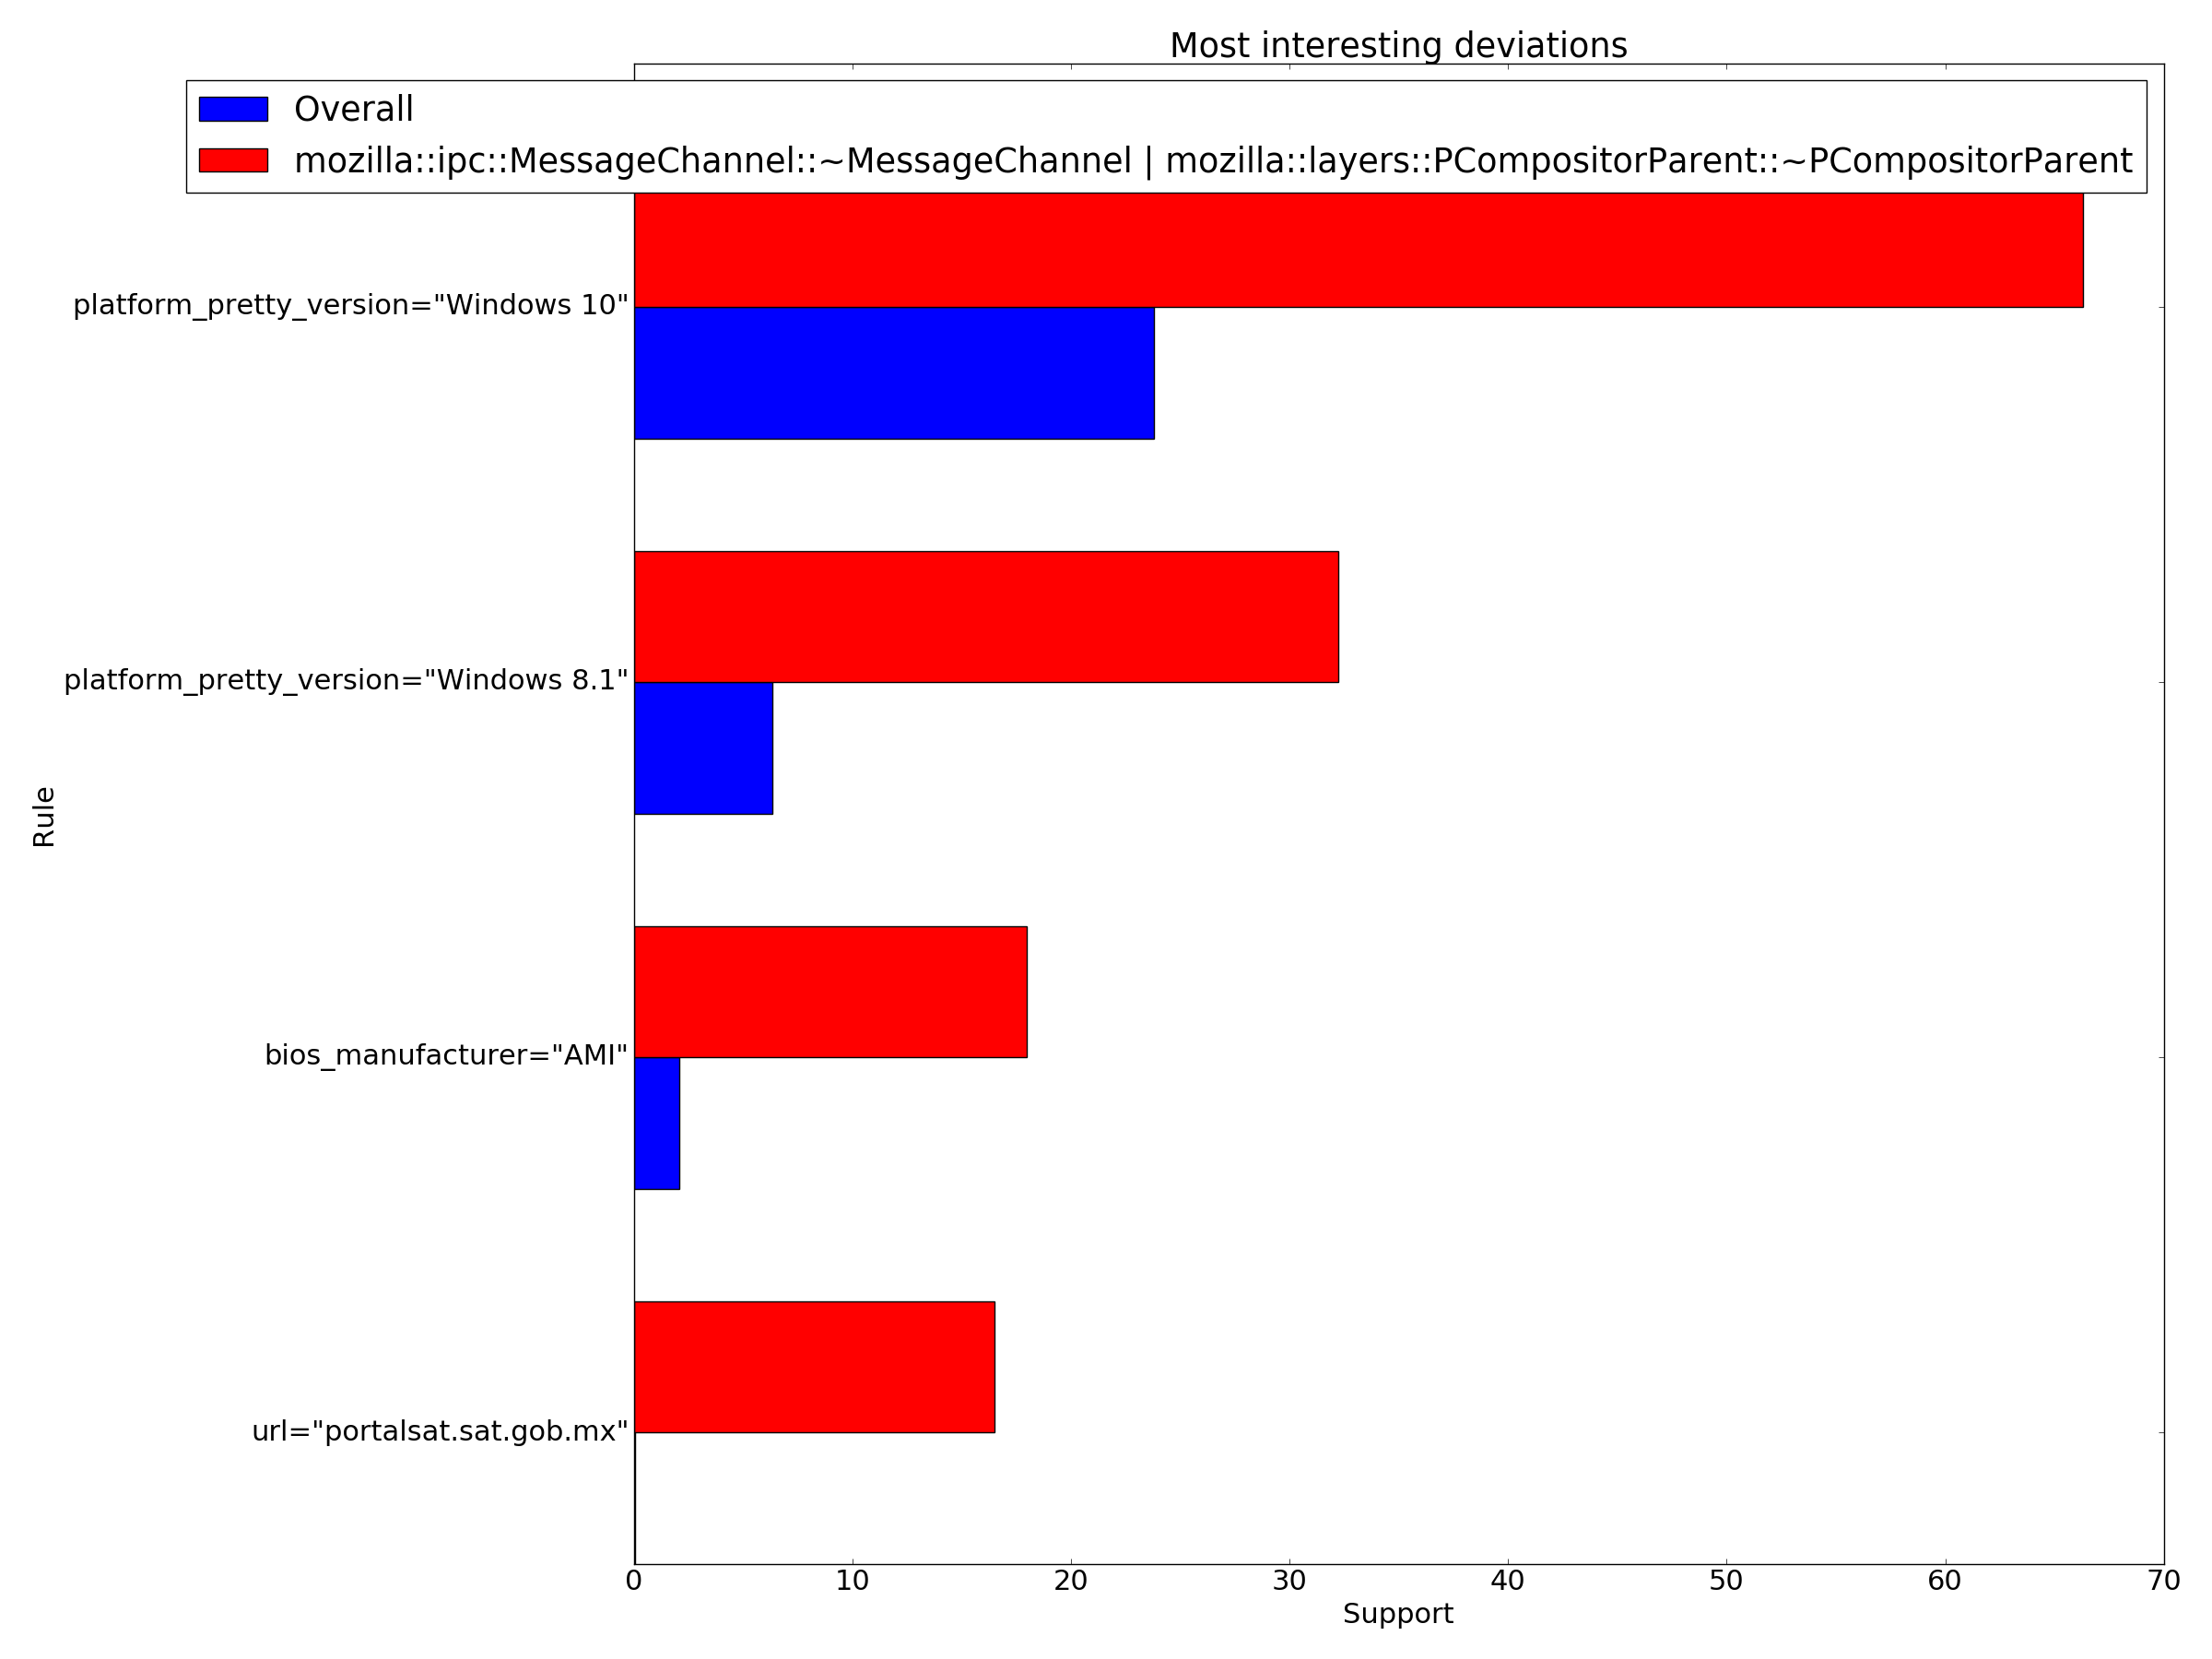 Most interesting deviations
Overall
mozilla::ipc::MessageChannel::~MessageChannel | mozilla::layers::PCompositorParent::~PCompositorParent
platform_pretty_version="Windows 10"
platform_pretty_version="Windows 8.1"
Rule
bios_manufacturer="AMI"
url="portalsat.sat.gob.mx"
0 10 20 30 40 50 60 70
Support